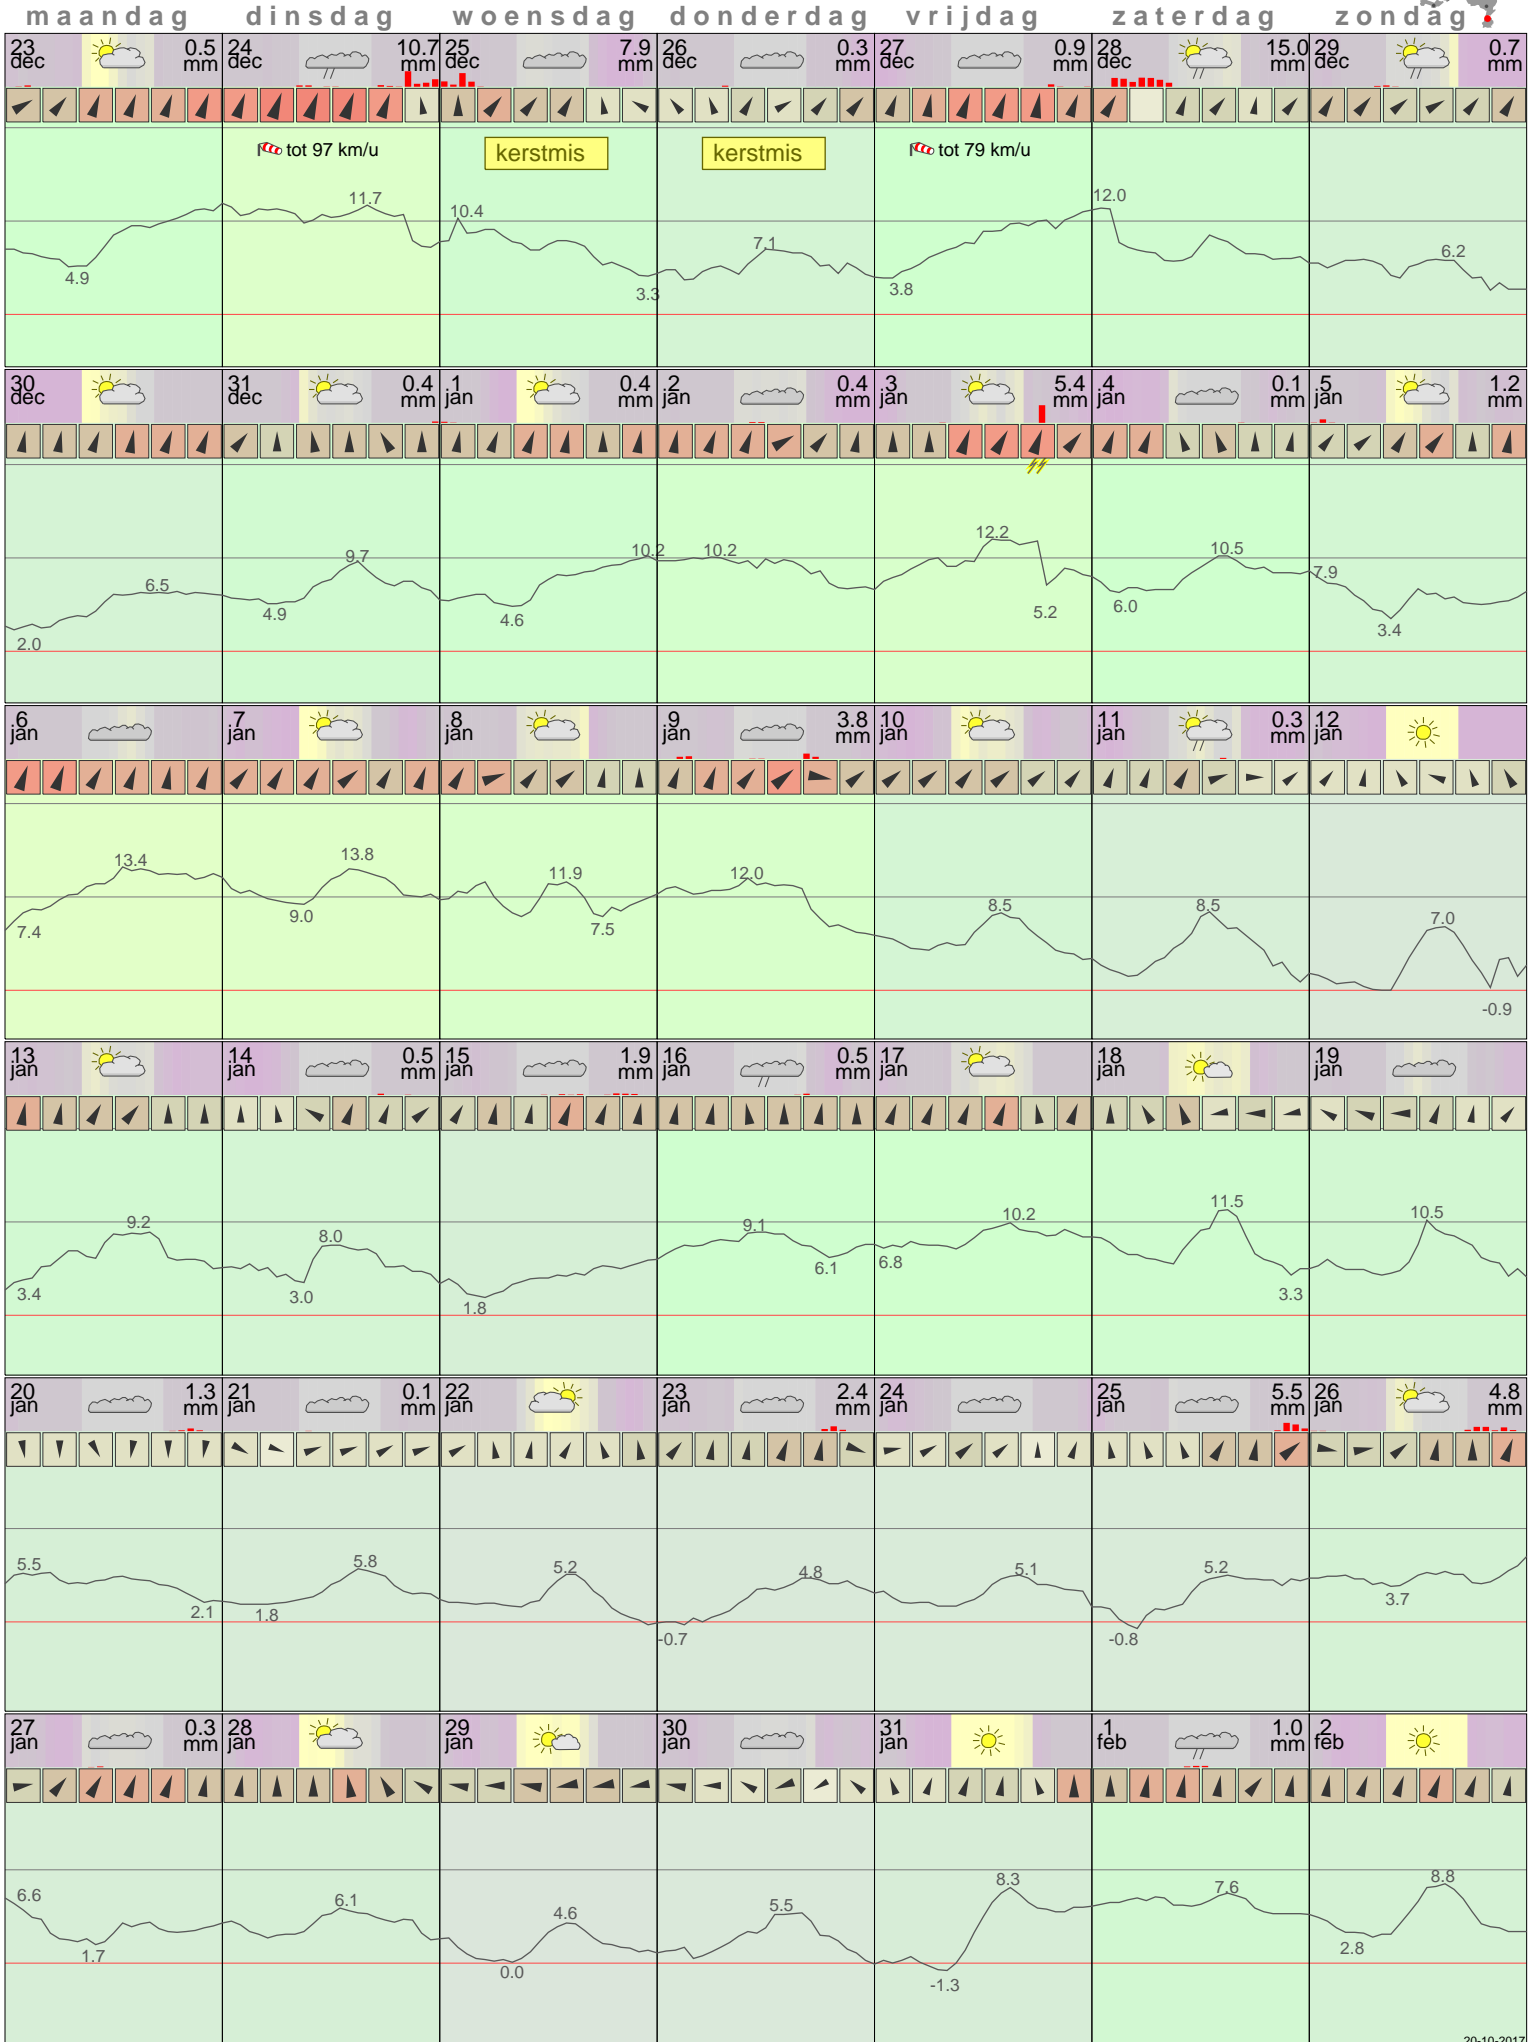 maandag dinsdag woensdag donderdag vrijdag zaterdag zondag
23 dec 0.5 mm 24 dec 10.7 mm 25 dec 7.9 mm 26 dec 0.3 mm 27 dec 0.9 mm 28 dec 15.0 mm 29 dec 0.7 mm
tot 97 km/u kerstmis kerstmis tot 79 km/u
4.9 11.7 10.4 3.3 7.1 3.8 12.0 6.2
30 dec 31 dec 0.4 mm 1 jan 0.4 mm 2 jan 0.4 mm 3 jan 5.4 mm 4 jan 0.1 mm 5 jan 1.2 mm
2.0 6.5 4.9 9.7 4.6 10.2 10.2 12.2 5.2 6.0 10.5 7.9 3.4
6 jan 7 jan 8 jan 9 jan 3.8 mm 10 jan 11 jan 0.3 mm 12 jan
7.4 13.4 9.0 13.8 11.9 7.5 12.0 8.5 8.5 7.0 -0.9
13 jan 14 jan 0.5 mm 15 jan 1.9 mm 16 jan 0.5 mm 17 jan 18 jan 19 jan
3.4 9.2 3.0 8.0 1.8 9.1 6.1 6.8 10.2 11.5 3.3 10.5
20 jan 1.3 mm 21 jan 0.1 mm 22 jan 23 jan 2.4 mm 24 jan 25 jan 5.5 mm 26 jan 4.8 mm
5.5 2.1 1.8 5.8 5.2 -0.7 4.8 5.1 -0.8 5.2 3.7
27 jan 0.3 mm 28 jan 29 jan 30 jan 31 jan 1 feb 1.0 mm 2 feb
6.6 1.7 6.1 0.0 4.6 5.5 -1.3 8.3 7.6 2.8 8.8
20-10-2017